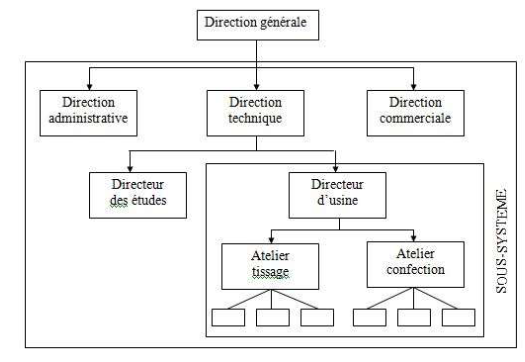 Direction générale
Direction
administrative
Direction
technique
Direction
commerciale
Directeur
des études
Directeur
d’usine
Atelier
tissage
Atelier
confection
SOUS-SYSTEME